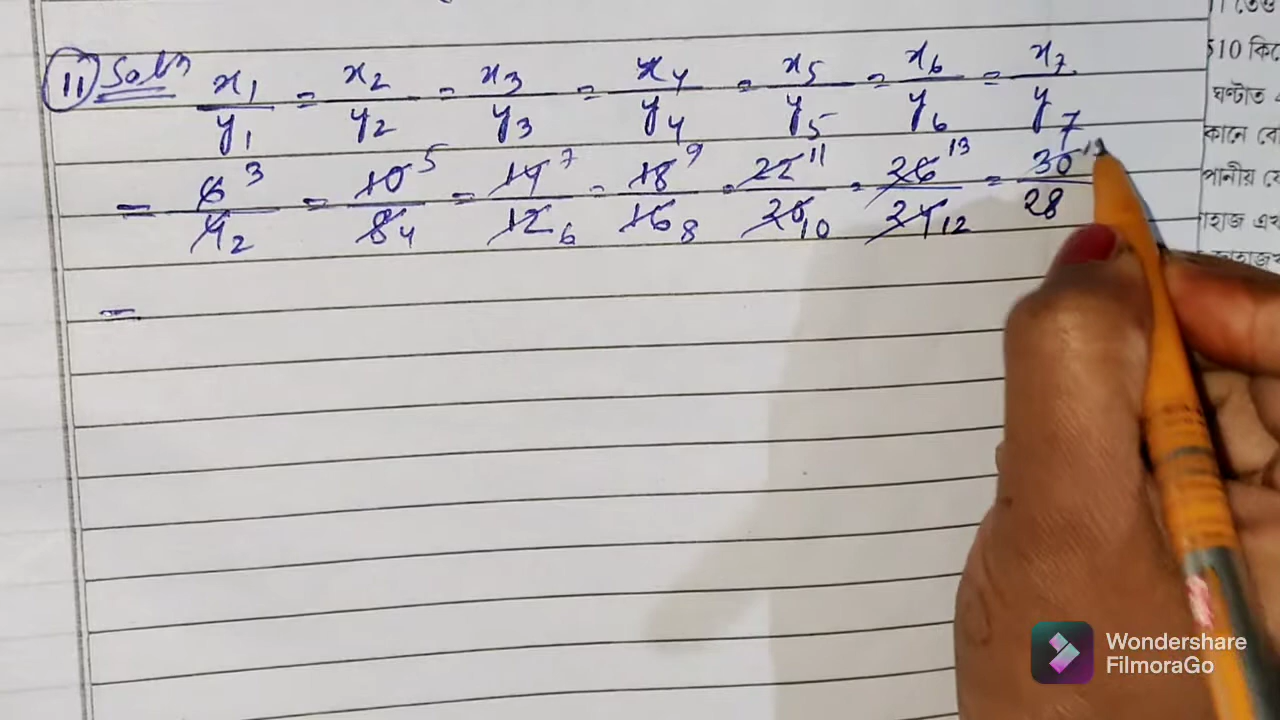 11 Soln x₁/y₁ = x₂/y₂ = x₃/y₃ = x₄/y₄ = x₅/y₅ = x₆/y₆ = x₇/y₇
= 6 3/4 2 = 10 5/8 4 = 14 7/12 6 = 18 9/16 8 = 22 11/20 10 = 26 13/24 12 = 30/28
=
510
ঘণ্টাত
কানে
পানীয়
Wondershare
FilmoraGo